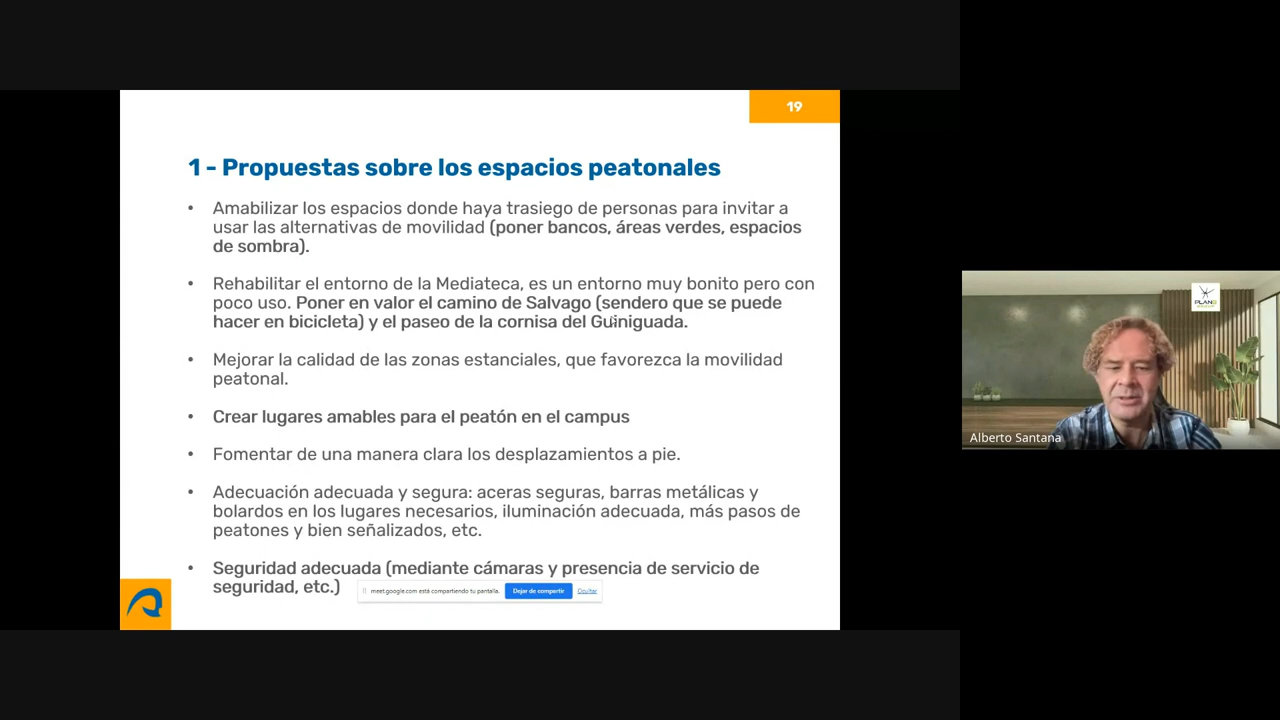 19
1 - Propuestas sobre los espacios peatonales
• Amabilizar los espacios donde haya trasiego de personas para invitar a
usar las alternativas de movilidad (poner bancos, áreas verdes, espacios
de sombra).
• Rehabilitar el entorno de la Mediateca, es un entorno muy bonito pero con
poco uso. Poner en valor el camino de Salvago (sendero que se puede
hacer en bicicleta) y el paseo de la cornisa del Guiniguada.
• Mejorar la calidad de las zonas estanciales, que favorezca la movilidad
peatonal.
• Crear lugares amables para el peatón en el campus
• Fomentar de una manera clara los desplazamientos a pie.
• Adecuación adecuada y segura: aceras seguras, barras metálicas y
bolardos en los lugares necesarios, iluminación adecuada, más pasos de
peatones y bien señalizados, etc.
• Seguridad adecuada (mediante cámaras y presencia de servicio de
seguridad, etc.)
meet.google.com está compartiendo tu pantalla.
Dejar de compartir
Ocultar
Alberto Santana